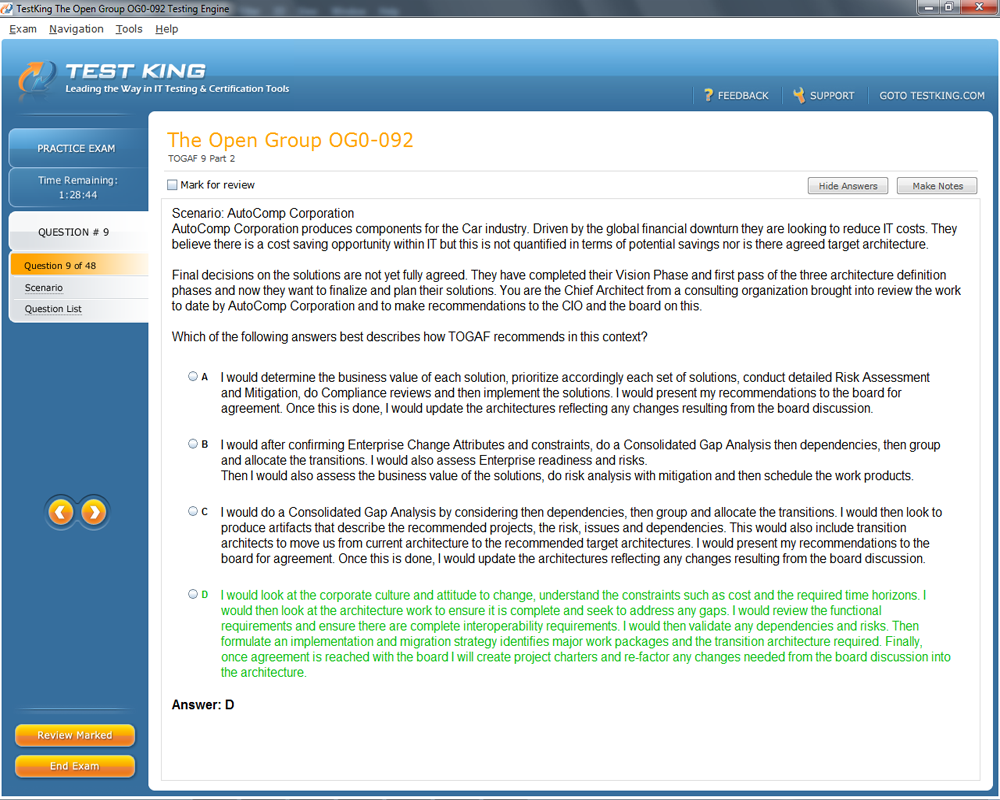 TestKing The Open Group OG0-092 Testing Engine
Exam Navigation Tools Help
TEST KING
Leading the Way in IT Testing & Certification Tools
? FEEDBACK SUPPORT GOTO TESTKING.COM
PRACTICE EXAM
Time Remaining:
1:28:44
QUESTION # 9
Question 9 of 48
Scenario
Question List
The Open Group OG0-092
TOGAF 9 Part 2
Mark for review
Hide Answers Make Notes
Scenario: AutoComp Corporation
AutoComp Corporation produces components for the Car industry. Driven by the global financial downturn they are looking to reduce IT costs. They
believe there is a cost saving opportunity within IT but this is not quantified in terms of potential savings nor is there agreed target architecture.
Final decisions on the solutions are not yet fully agreed. They have completed their Vision Phase and first pass of the three architecture definition
phases and now they want to finalize and plan their solutions. You are the Chief Architect from a consulting organization brought into review the work
to date by AutoComp Corporation and to make recommendations to the CIO and the board on this.
Which of the following answers best describes how TOGAF recommends in this context?
A I would determine the business value of each solution, prioritize accordingly each set of solutions, conduct detailed Risk Assessment
and Mitigation, do Compliance reviews and then implement the solutions. I would present my recommendations to the board for
agreement. Once this is done, I would update the architectures reflecting any changes resulting from the board discussion.
B I would after confirming Enterprise Change Attributes and constraints, do a Consolidated Gap Analysis then dependencies, then group
and allocate the transitions. I would also assess Enterprise readiness and risks.
Then I would also assess the business value of the solutions, do risk analysis with mitigation and then schedule the work products.
C I would do a Consolidated Gap Analysis by considering then dependencies, then group and allocate the transitions. I would then look to
produce artifacts that describe the recommended projects, the risk, issues and dependencies. This would also include transition
architects to move us from current architecture to the recommended target architectures. I would present my recommendations to the
board for agreement. Once this is done, I would update the architectures reflecting any changes resulting from the board discussion.
D I would look at the corporate culture and attitude to change, understand the constraints such as cost and the required time horizons. I
would then look at the architecture work to ensure it is complete and seek to address any gaps. I would review the functional
requirements and ensure there are complete interoperability requirements. I would then validate any dependencies and risks. Then
formulate an implementation and migration strategy identifies major work packages and the transition architecture required. Finally,
once agreement is reached with the board I will create project charters and re-factor any changes needed from the board discussion into
the architecture.
Answer: D
Review Marked
End Exam